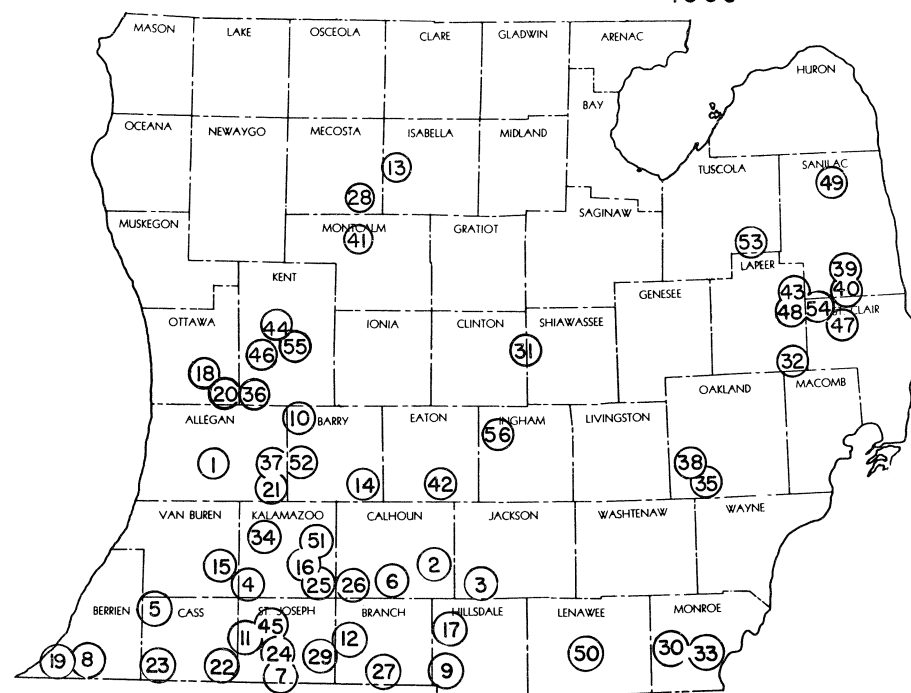 MASON LAKE OSCEOLA CLARE GLADWIN ARENAC
HURON
BAY
OCEANA NEWAYGO MECOSTA ISABELLA MIDLAND
13
TUSCOLA SANILAC
28 49
MUSKEGON MONTCALM GRATIOT SAGINAW
41 53
KENT LAPEER 39
GENESEE 43 40
OTTAWA 44 IONIA CLINTON SHIAWASSEE 48 54 ST. CLAIR
46 55 31 47
18 32
20 36 OAKLAND MACOMB
ALLEGAN 10 BARRY EATON INGHAM LIVINGSTON
56
1 37 52 38
21 14 42 35
VAN BUREN KALAMAZOO CALHOUN JACKSON WASHTENAW WAYNE
34 51
15 16 2
4 25 26 6 3
BERRIEN 5 CASS ST. JOSEPH BRANCH HILLSDALE LENAWEE MONROE
45 17
11 12
24 29 50 30 33
19 8 23 22 7 27 9